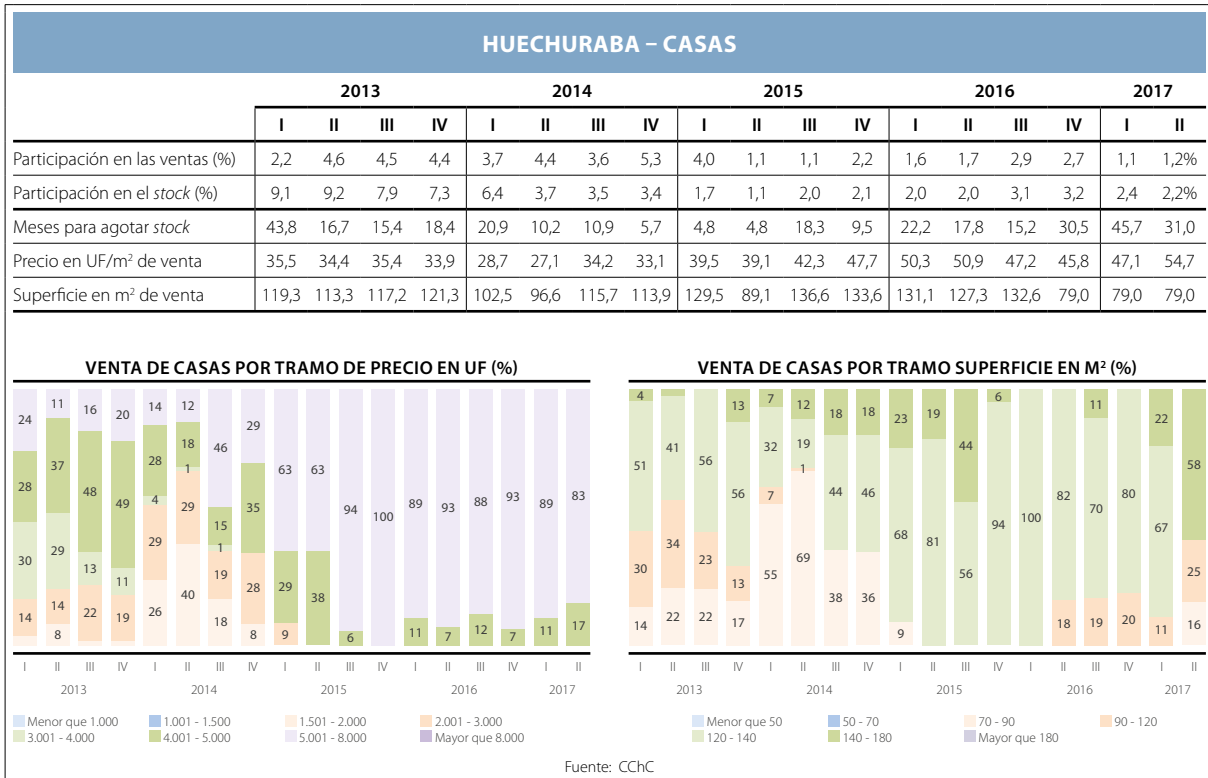 HUECHURABA – CASAS
2013 2014 2015 2016 2017
I II III IV I II III IV I II III IV I II III IV I II
Participación en las ventas (%) 2,2 4,6 4,5 4,4 3,7 4,4 3,6 5,3 4,0 1,1 1,1 2,2 1,6 1,7 2,9 2,7 1,1 1,2%
Participación en el stock (%) 9,1 9,2 7,9 7,3 6,4 3,7 3,5 3,4 1,7 1,1 2,0 2,1 2,0 2,0 3,1 3,2 2,4 2,2%
Meses para agotar stock 43,8 16,7 15,4 18,4 20,9 10,2 10,9 5,7 4,8 4,8 18,3 9,5 22,2 17,8 15,2 30,5 45,7 31,0
Precio en UF/m² de venta 35,5 34,4 35,4 33,9 28,7 27,1 34,2 33,1 39,5 39,1 42,3 47,7 50,3 50,9 47,2 45,8 47,1 54,7
Superficie en m² de venta 119,3 113,3 117,2 121,3 102,5 96,6 115,7 113,9 129,5 89,1 136,6 133,6 131,1 127,3 132,6 79,0 79,0 79,0
VENTA DE CASAS POR TRAMO DE PRECIO EN UF (%)
24 28 30 14
11 37 29 14 8
16 48 13 22
20 49 11 19
14 28 4 29 26
12 18 1 29 40
46 15 1 19 18
29 35 28 8
63 29 9
63 38
94 6
100
89 11
93 7
88 12
93 7
89 11
83 17
I II III IV I II III IV I II III IV I II III IV I II
2013 2014 2015 2016 2017
Menor que 1.000 1.001 - 1.500 1.501 - 2.000 2.001 - 3.000
3.001 - 4.000 4.001 - 5.000 5.001 - 8.000 Mayor que 8.000
VENTA DE CASAS POR TRAMO SUPERFICIE EN M² (%)
4 51 30 14
41 34 22
56 23 22
13 56 13 17
7 32 7 55
12 19 1 69
18 44 38
18 46 36
23 68 9
19 81
44 56
6 94
100
82 18
11 70 19
80 20
22 67 11
58 25 16
I II III IV I II III IV I II III IV I II III IV I II
2013 2014 2015 2016 2017
Menor que 50 50 - 70 70 - 90 90 - 120
120 - 140 140 - 180 Mayor que 180
Fuente: CChC